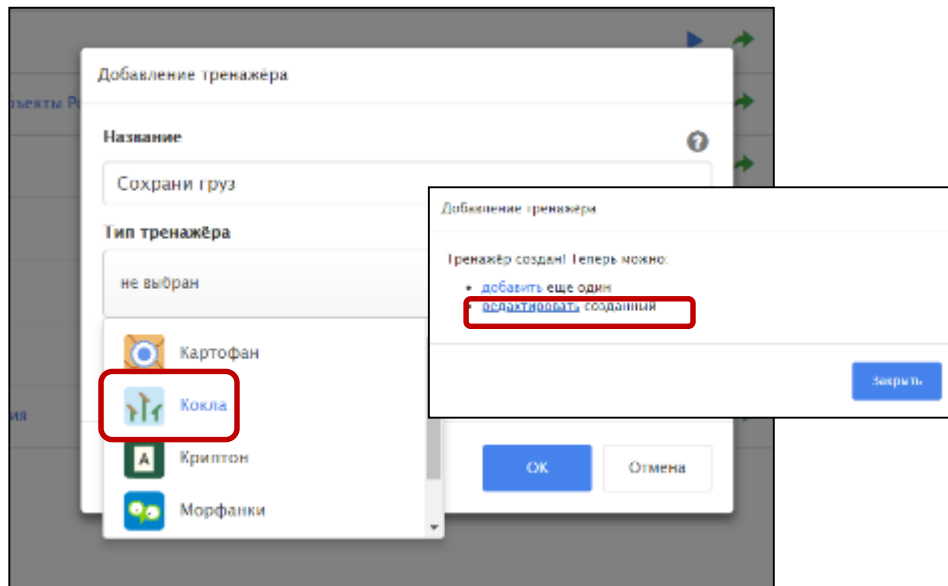 Добавление тренажёра
Название
Сохрани груз
Тип тренажёра
не выбран
Картофан
Кокла
Криптон
A
Морфанки
ОК
Отмена
Добавление тренажёра
Тренажёр создан! Теперь можно:
• добавить еще один
• редактировать созданный
Закрыть